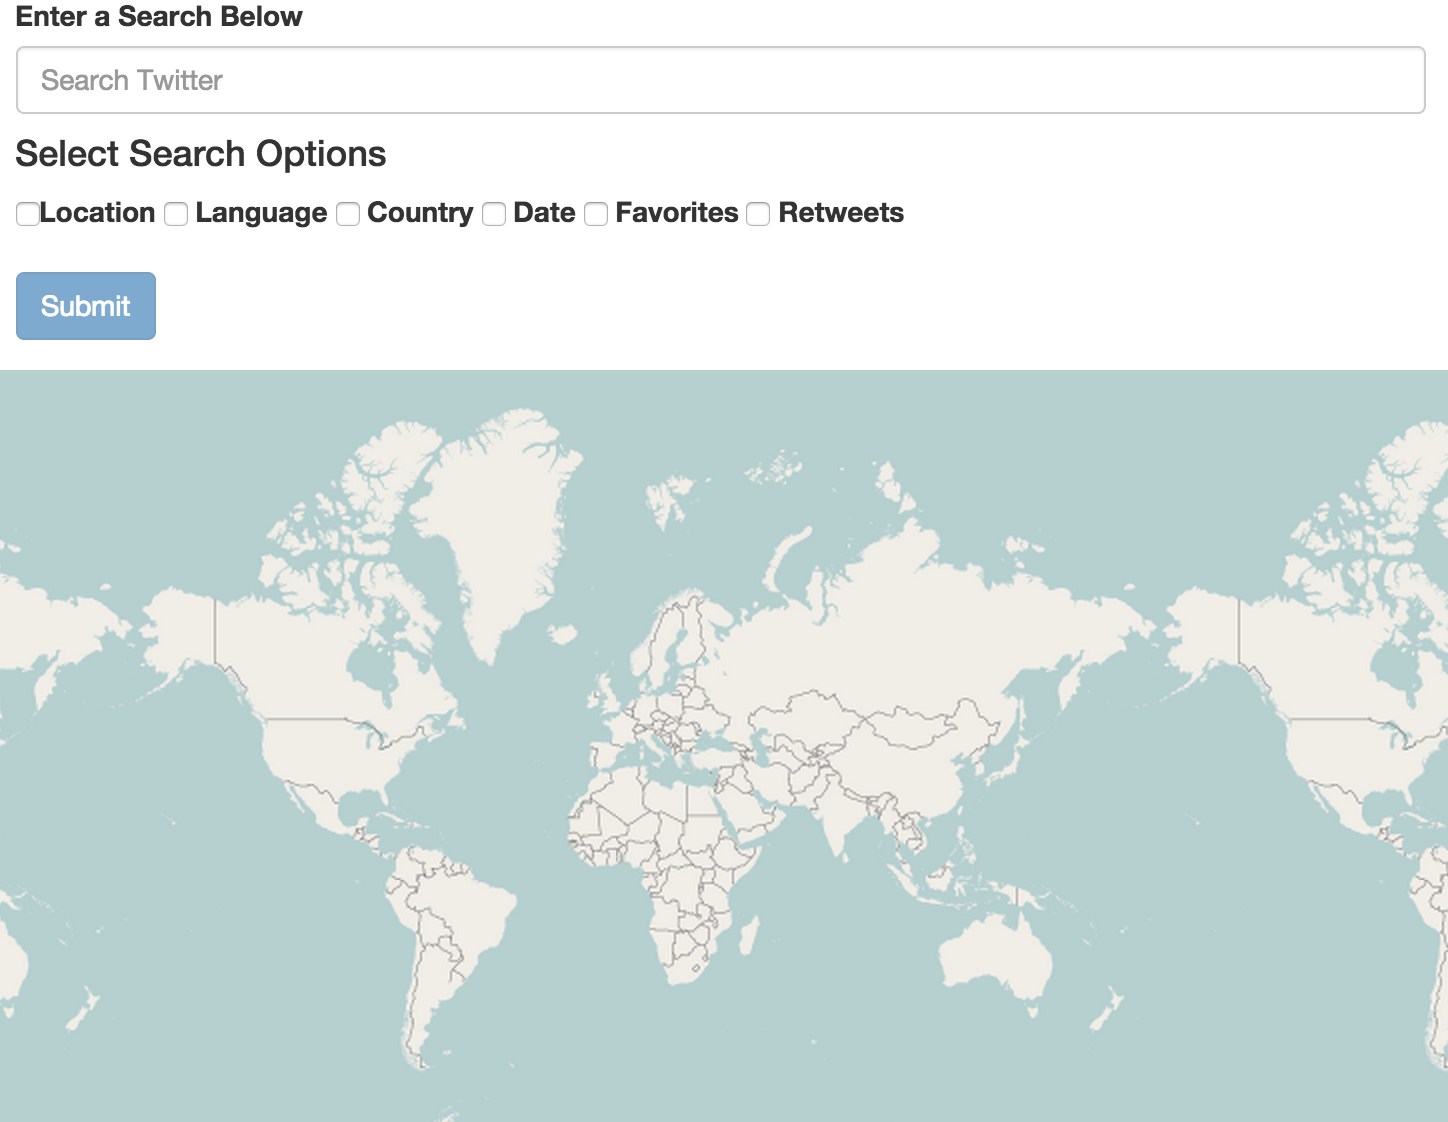 Enter a Search Below
Search Twitter
Select Search Options
Location Language Country Date Favorites Retweets
Submit